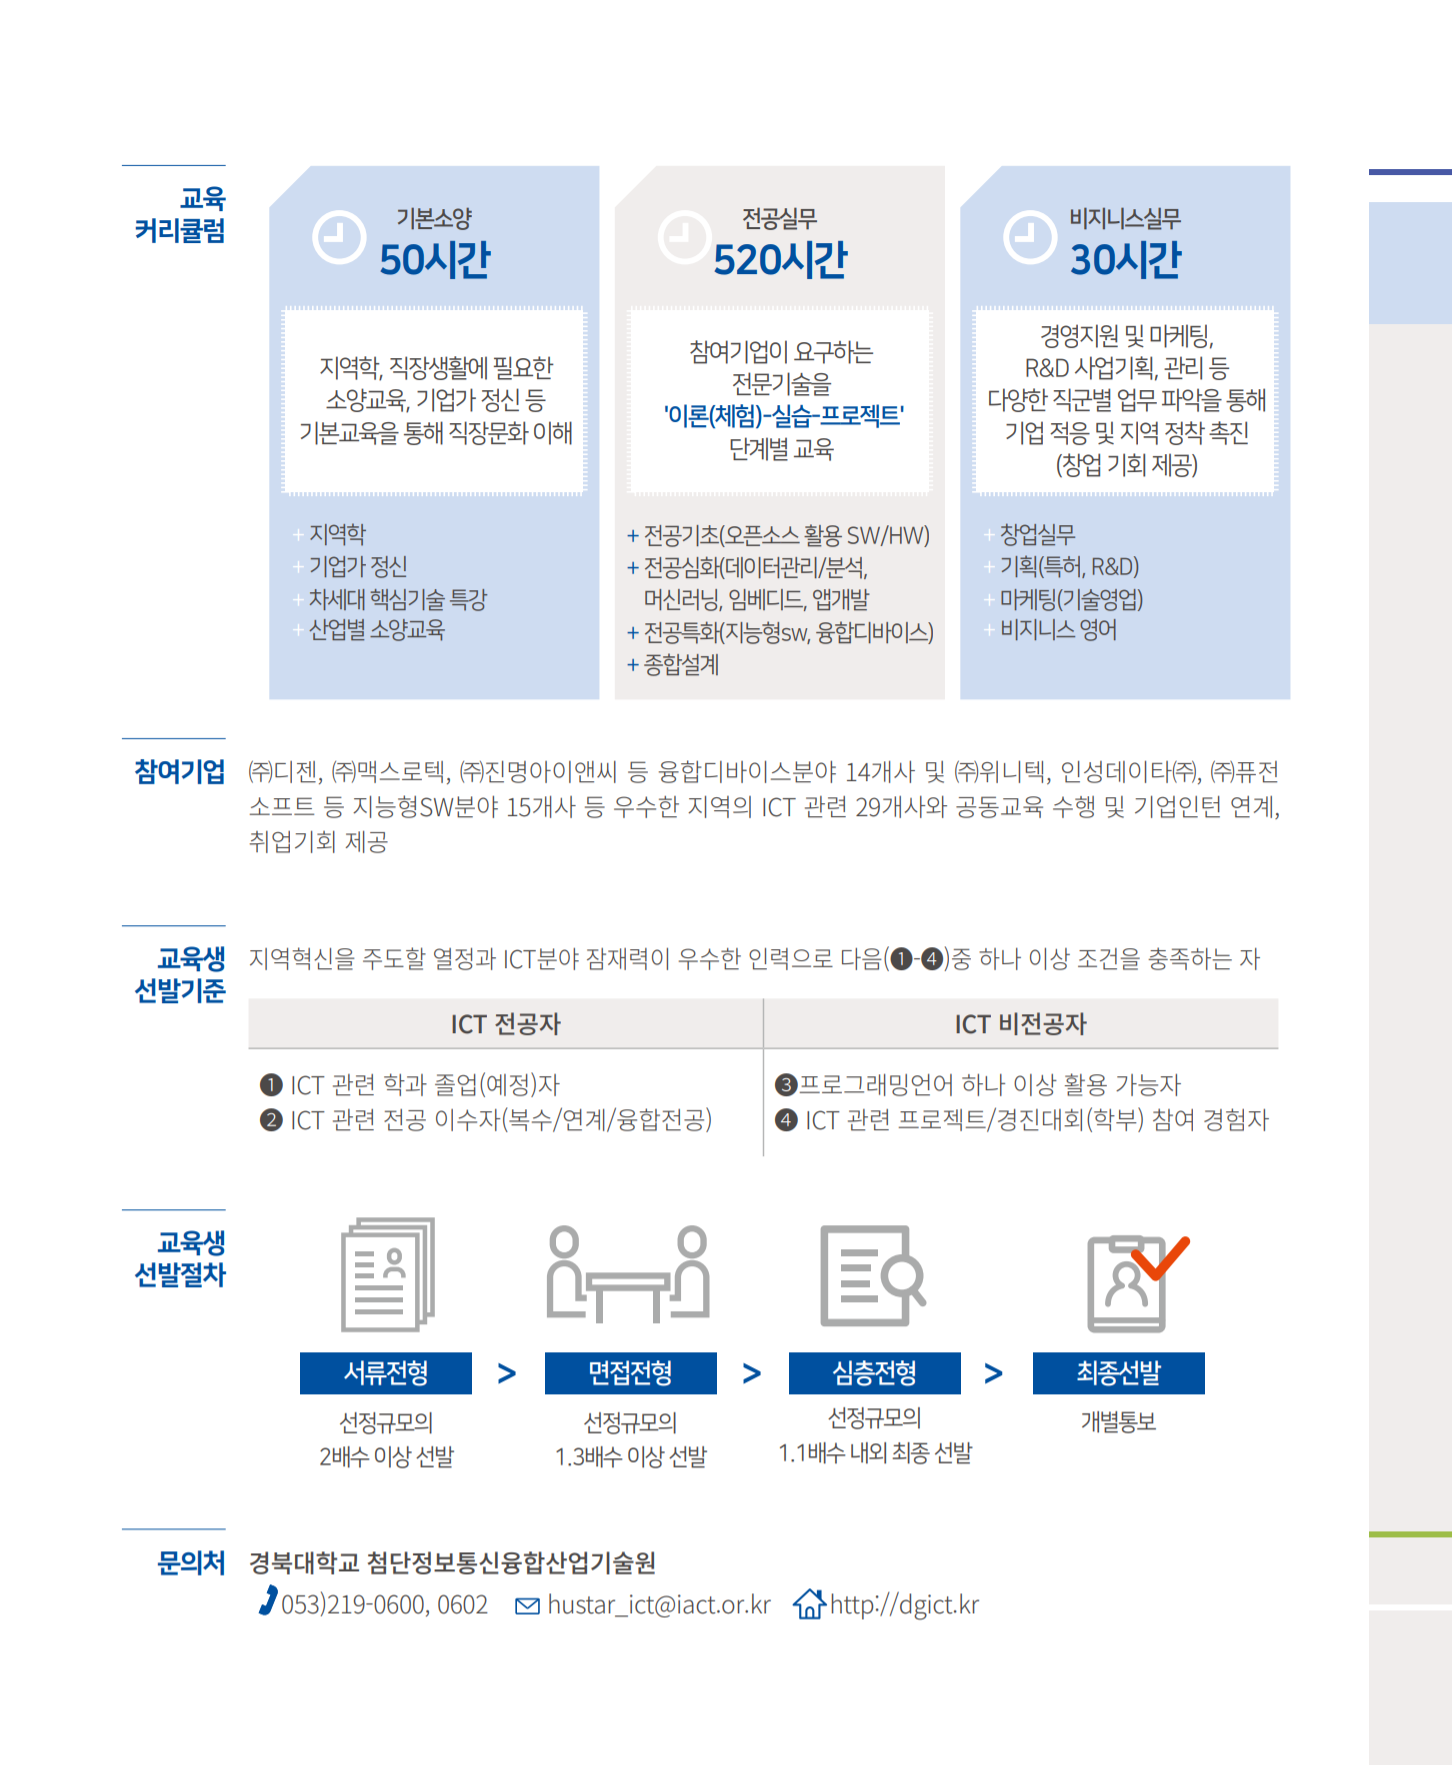 교육
커리큘럼
기본소양
50시간
지역학, 직장생활에 필요한
소양교육, 기업가 정신 등
기본교육을 통해 직장문화 이해
+ 지역학
+ 기업가 정신
+ 차세대 핵심기술 특강
+ 산업별 소양교육
전공실무
520시간
참여기업이 요구하는
전문기술을
'이론(체험)-실습-프로젝트'
단계별 교육
+ 전공기초(오픈소스 활용 SW/HW)
+ 전공심화(데이터관리/분석,
머신러닝, 임베디드, 앱개발
+ 전공특화(지능형sw, 융합디바이스)
+ 종합설계
비지니스실무
30시간
경영지원 및 마케팅,
R&D 사업기획, 관리 등
다양한 직군별 업무 파악을 통해
기업 적응 및 지역 정착 촉진
(창업 기회 제공)
+ 창업실무
+ 기획(특허, R&D)
+ 마케팅(기술영업)
+ 비지니스 영어
참여기업
㈜디젠, ㈜맥스로텍, ㈜진명아이앤씨 등 융합디바이스분야 14개사 및 ㈜위니텍, 인성데이타㈜, ㈜퓨전
소프트 등 지능형SW분야 15개사 등 우수한 지역의 ICT 관련 29개사와 공동교육 수행 및 기업인턴 연계,
취업기회 제공
교육생
선발기준
지역혁신을 주도할 열정과 ICT분야 잠재력이 우수한 인력으로 다음(❶-❹)중 하나 이상 조건을 충족하는 자
ICT 전공자
❶ ICT 관련 학과 졸업(예정)자
❷ ICT 관련 전공 이수자(복수/연계/융합전공)
ICT 비전공자
❸프로그래밍언어 하나 이상 활용 가능자
❹ ICT 관련 프로젝트/경진대회(학부) 참여 경험자
교육생
선발절차
서류전형 > 면접전형 > 심층전형 > 최종선발
선정규모의
2배수 이상 선발
선정규모의
1.3배수 이상 선발
선정규모의
1.1배수 내외 최종 선발
개별통보
문의처
경북대학교 첨단정보통신융합산업기술원
053)219-0600, 0602 hustar_ict@iact.or.kr http://dgict.kr